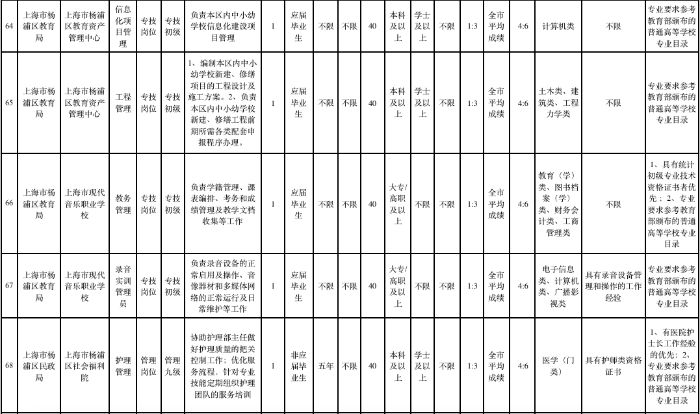 64 上海市杨浦区教育局 上海市杨浦区教育资产管理中心 信息化项目管理 专技岗位 专技初级 负责本区内中小幼学校信息化建设项目管理 1 应届毕业生 不限 不限 40 本科及以上 学士及以上 不限 1:3 全市平均成绩 4:6 计算机类 不限 专业要求参考教育部颁布的普通高等学校专业目录
65 上海市杨浦区教育局 上海市杨浦区教育资产管理中心 工程管理 专技岗位 专技初级 1、编制本区内中小幼学校新建、修缮项目的工程设计及施工方案。2、负责本区内中小幼学校新建、修缮工程前期所需各类配套申报程序办理。 1 应届毕业生 不限 不限 40 本科及以上 学士及以上 不限 1:3 全市平均成绩 4:6 土木类、建筑类、工程力学类 不限 专业要求参考教育部颁布的普通高等学校专业目录
66 上海市杨浦区教育局 上海市现代音乐职业学校 教务管理 专技岗位 专技初级 负责学籍管理、课表编排、考务和成绩管理及教学文档收集等工作 1 应届毕业生 不限 不限 40 大专/高职及以上 不限 不限 1:3 全市平均成绩 4:6 教育（学）类、图书档案（学）类、财务会计类、工商管理类 不限 1、具有统计初级专业技术资格证书者优先；2、专业要求参考教育部颁布的普通高等学校专业目录
67 上海市杨浦区教育局 上海市现代音乐职业学校 录音实训管理员 专技岗位 专技初级 负责录音设备的正常启用及操作、音像器材和多媒体网络的正常运行及日常维护等工作 1 应届毕业生 不限 不限 40 大专/高职及以上 不限 不限 1:3 全市平均成绩 4:6 电子信息类、计算机类、广播影视类 具有录音设备管理和操作的工作经验 专业要求参考教育部颁布的普通高等学校专业目录
68 上海市杨浦区民政局 上海市杨浦区社会福利院 护理管理 管理岗位 管理九级 协助护理部主任做好护理质量的把关控制工作；优化服务流程。针对专业技能定期组织护理团队的服务培训 1 非应届毕业生 五年 不限 40 本科及以上 学士及以上 不限 1:3 全市平均成绩 4:6 医学（门类） 具有护师类资格证书 1、有医院护士长工作经验的优先；2、专业要求参考教育部颁布的普通高等学校专业目录